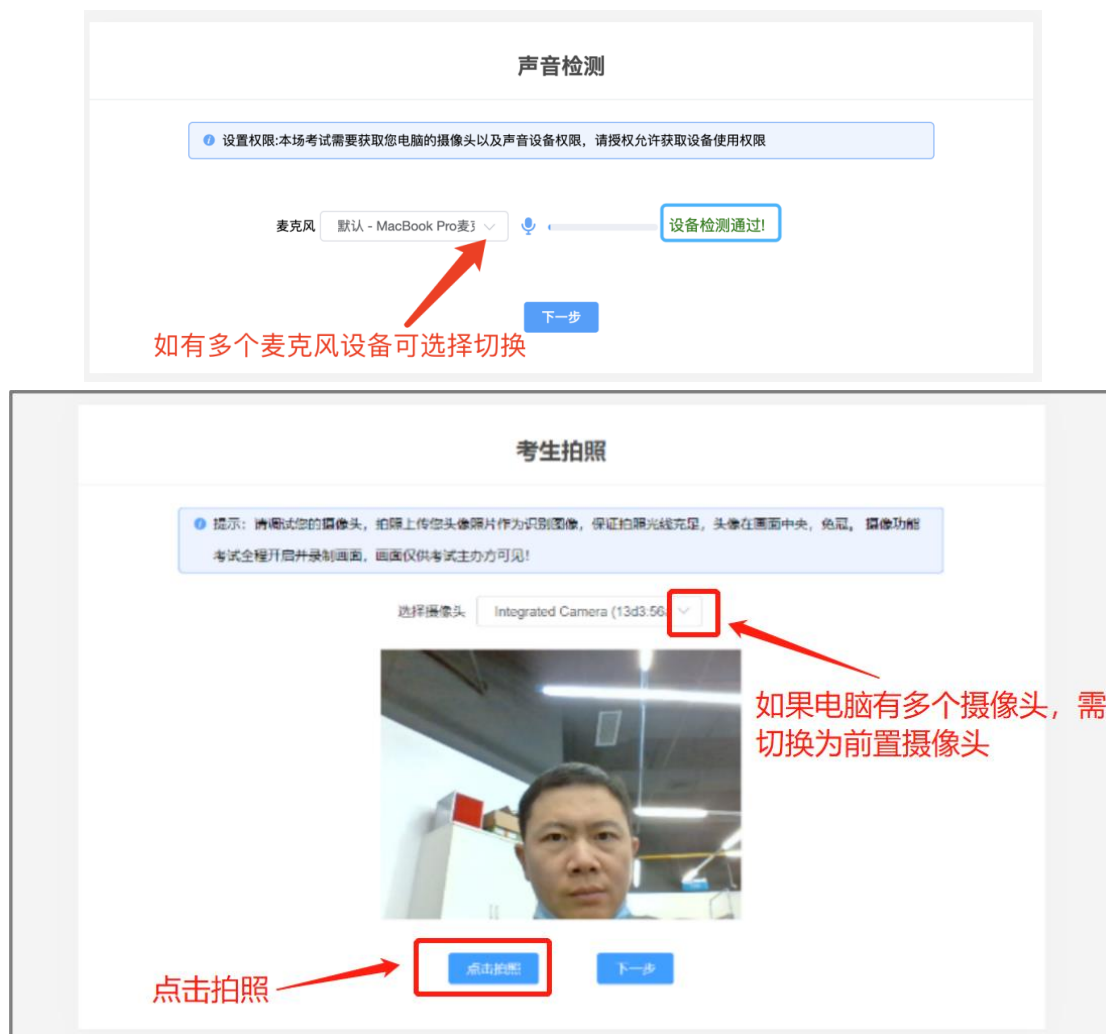 声音检测
设置权限:本场考试需要获取您电脑的摄像头以及声音设备权限，请授权允许获取设备使用权限
麦克风 默认 - MacBook Pro麦 设备检测通过!
下一步
如有多个麦克风设备可选择切换
考生拍照
提示：请调试您的摄像头，拍照上传您头像照片作为识别图像，保证拍照光线充足，头像在画面中央，免冠。 摄像功能
考试全程开启并录制画面，画面仅供考试主办方可见!
选择摄像头 Integrated Camera (13d3:56
如果电脑有多个摄像头，需
切换为前置摄像头
点击拍照 下一步
点击拍照